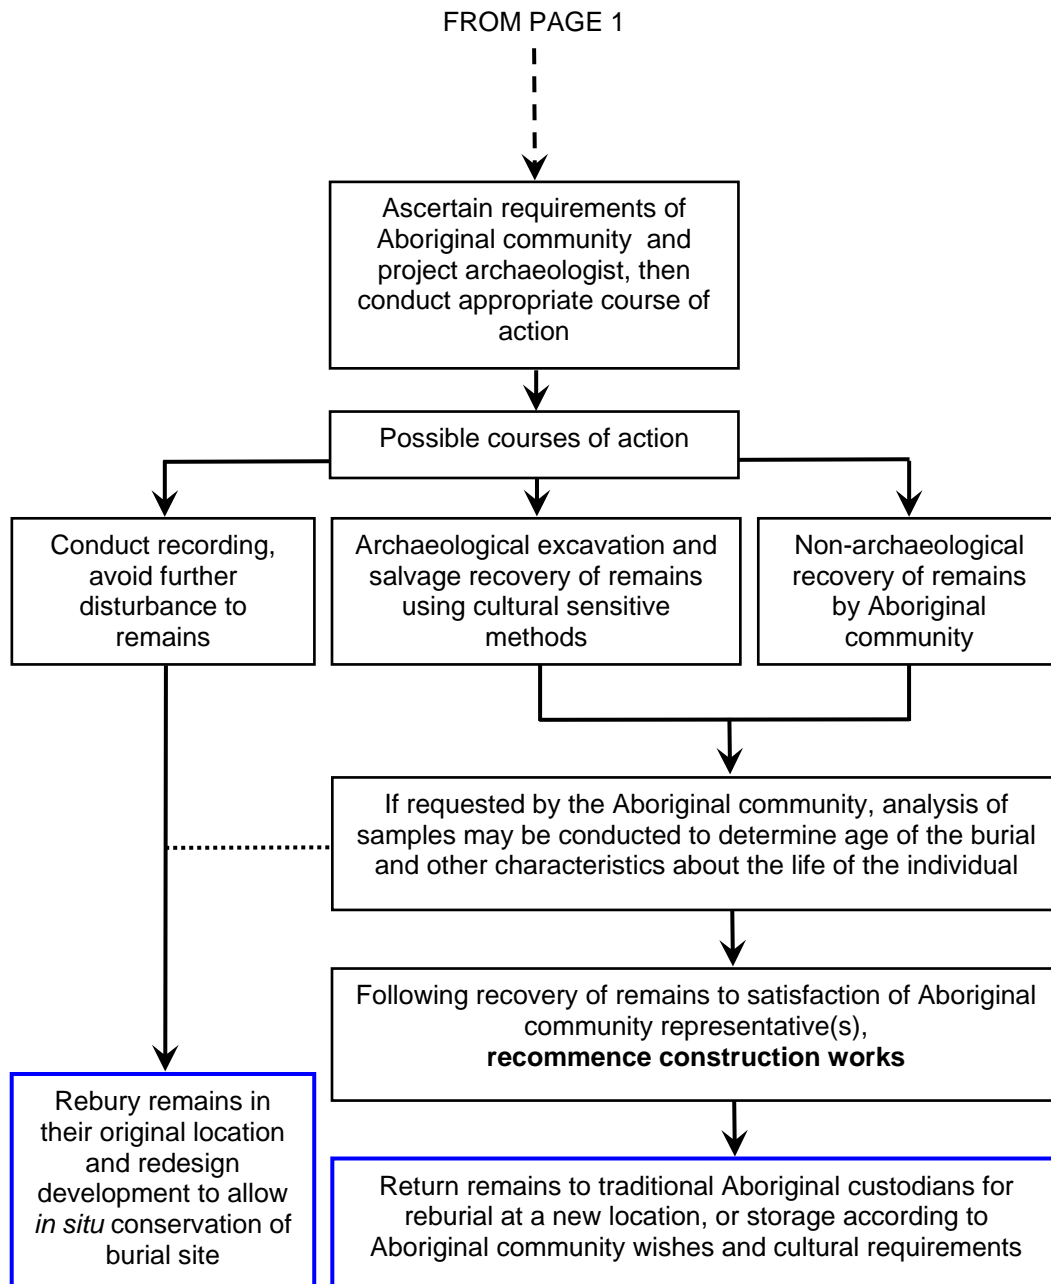 FROM PAGE 1
Ascertain requirements of
Aboriginal community and
project archaeologist, then
conduct appropriate course of
action
Possible courses of action
Conduct recording,
avoid further
disturbance to
remains
Archaeological excavation and
salvage recovery of remains
using cultural sensitive
methods
Non-archaeological
recovery of remains
by Aboriginal
community
If requested by the Aboriginal community, analysis of
samples may be conducted to determine age of the burial
and other characteristics about the life of the individual
Following recovery of remains to satisfaction of Aboriginal
community representative(s),
recommence construction works
Rebury remains in
their original location
and redesign
development to allow
in situ conservation of
burial site
Return remains to traditional Aboriginal custodians for
reburial at a new location, or storage according to
Aboriginal community wishes and cultural requirements